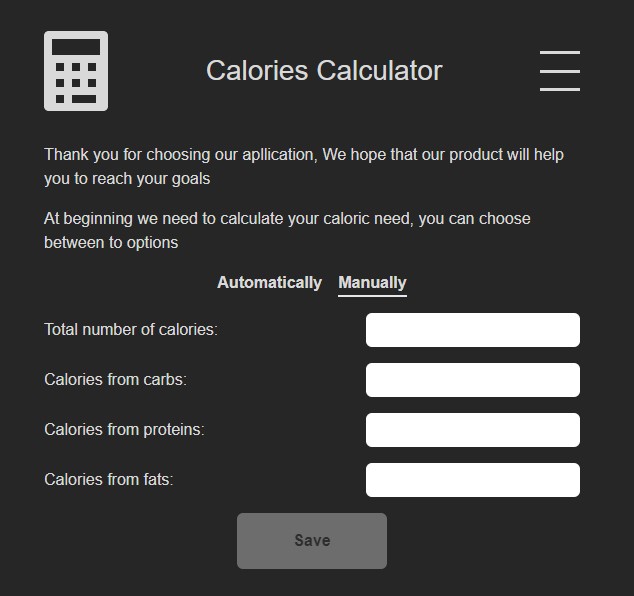 Calories Calculator
Thank you for choosing our apllication, We hope that our product will help
you to reach your goals
At beginning we need to calculate your caloric need, you can choose
between to options
Automatically Manually
Total number of calories:
Calories from carbs:
Calories from proteins:
Calories from fats:
Save